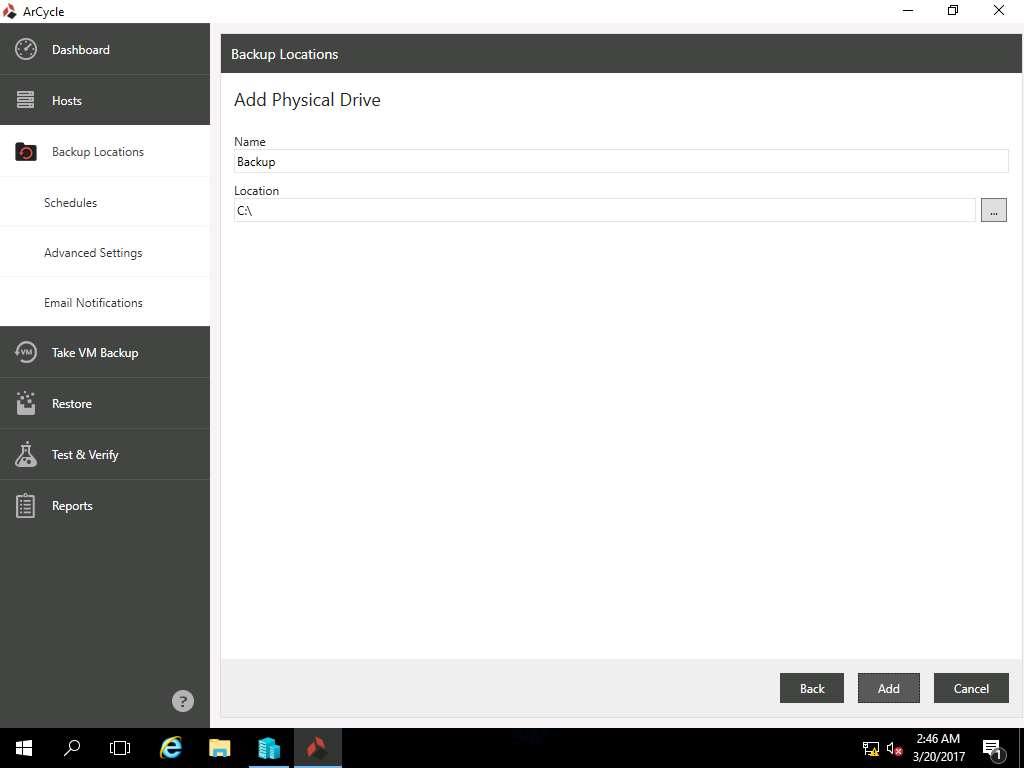 ArCycle
Dashboard
Hosts
Backup Locations
Schedules
Advanced Settings
Email Notifications
VM
Take VM Backup
Restore
Test & Verify
Reports
?
Backup Locations
Add Physical Drive
Name
Backup
Location
C:\
...
Back
Add
Cancel
2:46 AM
3/20/2017
1